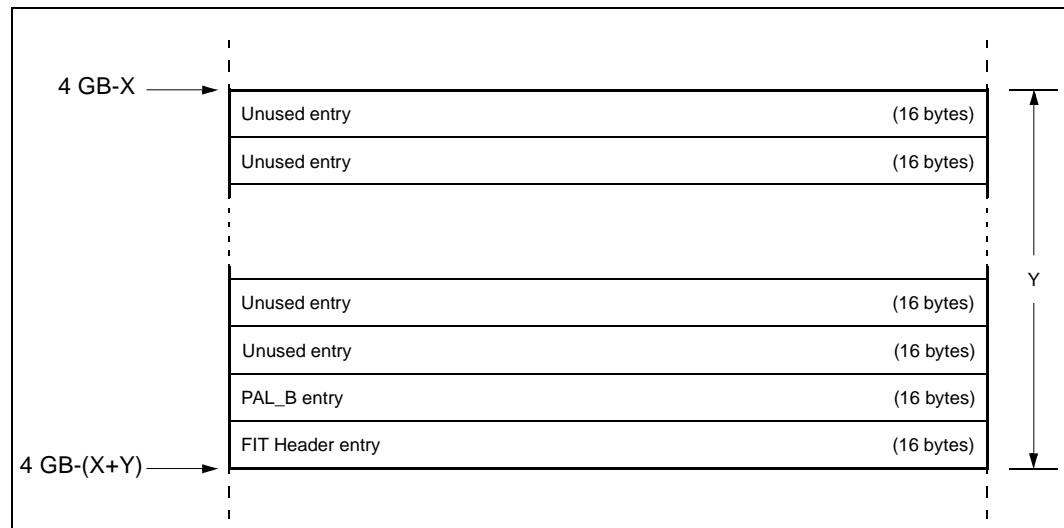 4 GB-X
Unused entry (16 bytes)
Unused entry (16 bytes)
Y
Unused entry (16 bytes)
Unused entry (16 bytes)
PAL_B entry (16 bytes)
FIT Header entry (16 bytes)
4 GB-(X+Y)